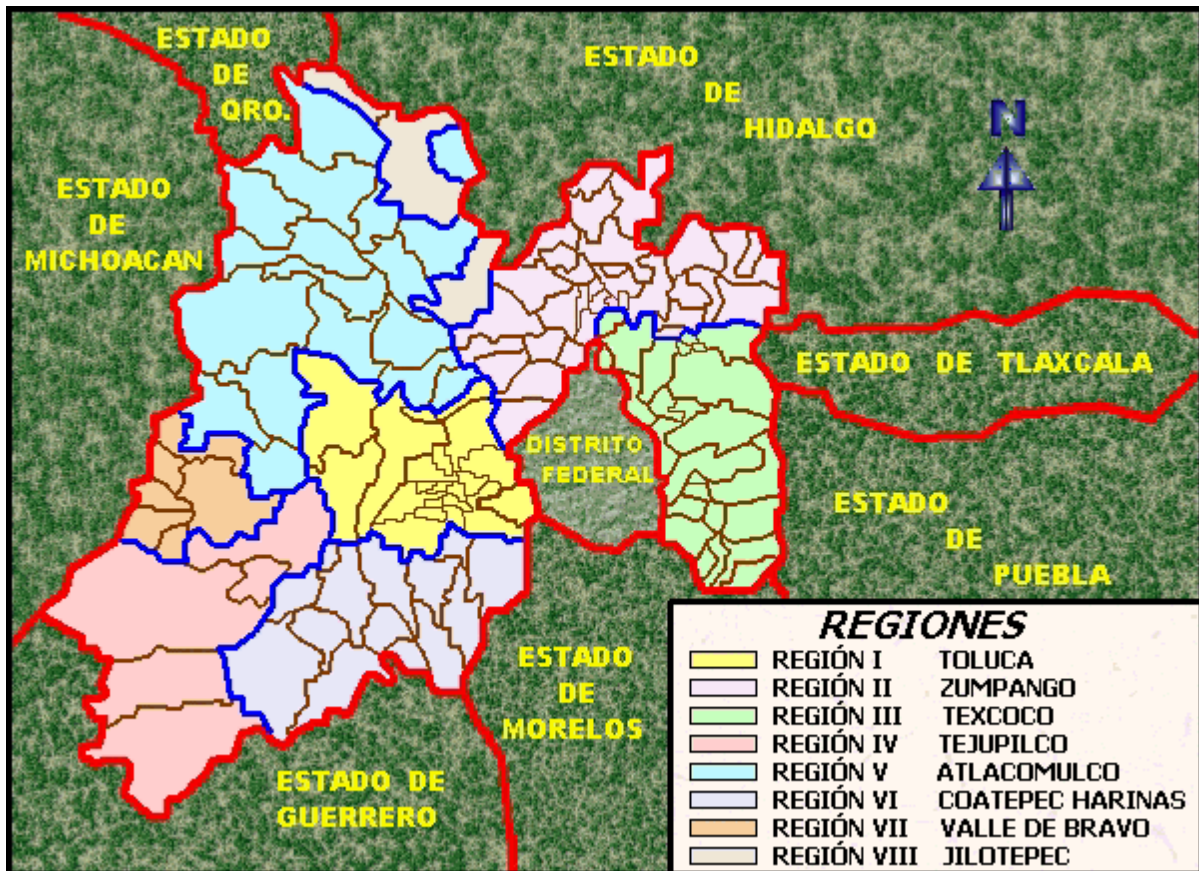 ESTADO
DE
QRO.
ESTADO
DE
HIDALGO
N
ESTADO
DE
MICHOACAN
ESTADO DE TLAXCALA
DISTRITO
FEDERAL
ESTADO
DE
PUEBLA
ESTADO
DE
MORELOS
ESTADO DE
GUERRERO
REGIONES
REGIÓN I TOLUCA
REGIÓN II ZUMPANGO
REGIÓN III TEXCOCO
REGIÓN IV TEJUPILCO
REGIÓN V ATLACOMULCO
REGIÓN VI COATEPEC HARINAS
REGIÓN VII VALLE DE BRAVO
REGIÓN VIII JILOTEPEC